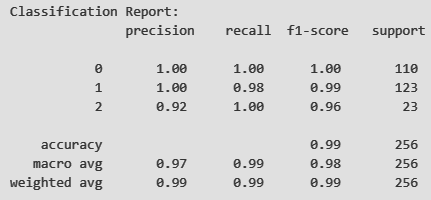 Classification Report:
precision recall f1-score support
0 1.00 1.00 1.00 110
1 1.00 0.98 0.99 123
2 0.92 1.00 0.96 23
accuracy 0.99 256
macro avg 0.97 0.99 0.98 256
weighted avg 0.99 0.99 0.99 256